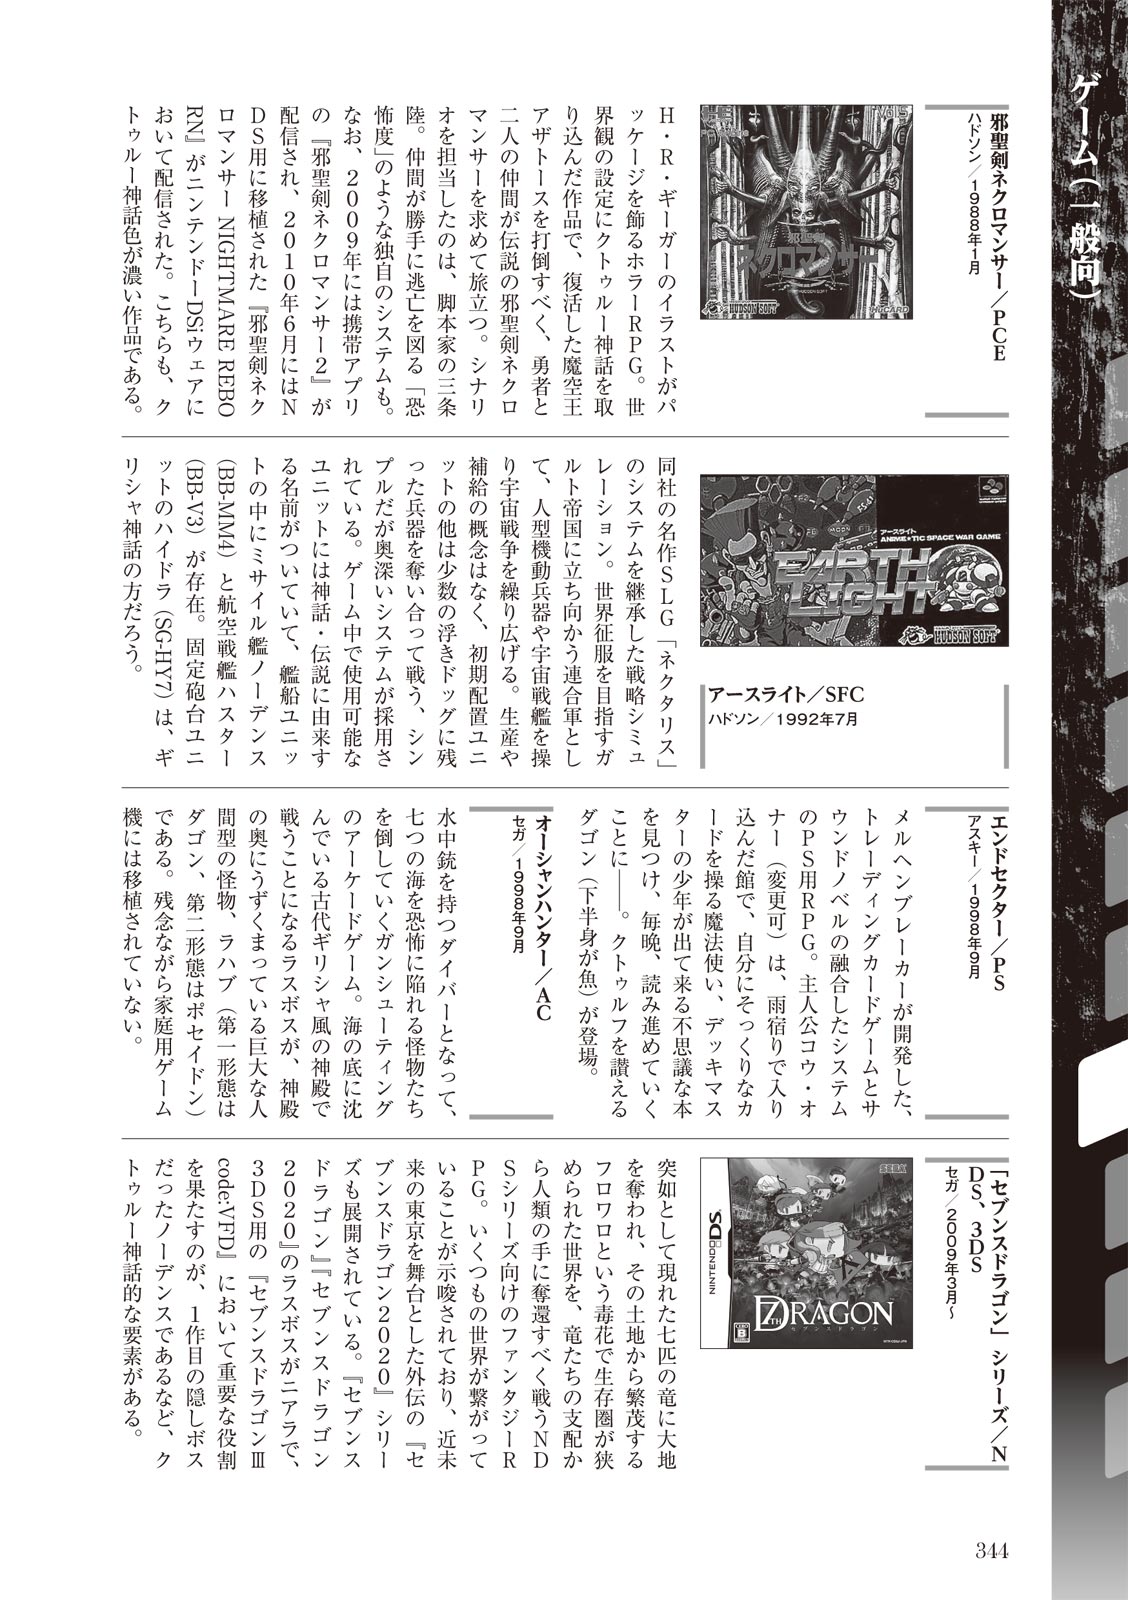 ゲーム(一般向)
邪聖剣ネクロマンサー/PCE
ハドソン/1988年1月
Vol.5
邪聖剣
ネクロマンサー
HUDSON SOFT
HuCARD
H・R・ギーガーのイラストがパ
ッケージを飾るホラーRPG。世
界観の設定にクトゥルー神話を取
り込んだ作品で、復活した魔空王
アザトースを打倒すべく、勇者と
二人の仲間が伝説の邪聖剣ネクロ
マンサーを求めて旅立つ。シナリ
オを担当したのは、脚本家の三条
陸。仲間が勝手に逃亡を図る「恐
怖度」のような独自のシステムも。
なお、2009年には携帯アプリ
の『邪聖剣ネクロマンサー2』が
配信され、2010年6月にはN
DS用に移植された『邪聖剣ネク
ロマンサー NIGHTMARE REBO
RN』がニンテンドーDSiウェアに
おいて配信された。こちらも、ク
トゥルー神話色が濃い作品である。
アースライト
ANIME★TIC SPACE WAR GAME
EARTH
LIGHT
HUDSON SOFT
アースライト/SFC
ハドソン/1992年7月
同社の名作SLG「ネクタリス」
のシステムを継承した戦略シミュ
レーション。世界征服を目指すガ
ルト帝国に立ち向かう連合軍とし
て、人型機動兵器や宇宙戦艦を操
り宇宙戦争を繰り広げる。生産や
補給の概念はなく、初期配置ユニ
ットの他は少数の浮きドッグに残
った兵器を奪い合って戦う、シン
プルだが奥深いシステムが採用さ
れている。ゲーム中で使用可能な
ユニットには神話・伝説に由来す
る名前がついていて、艦船ユニッ
トの中にミサイル艦ノーデンス
(BB-MM4)と航空戦艦ハスター
(BB-V3)が存在。固定砲台ユニ
ットのハイドラ(SG-HY7)は、ギ
リシャ神話の方だろう。
エンドセクター/PS
アスキー/1998年9月
メルヘンブレーカーが開発した、
トレーディングカードゲームとサ
ウンドノベルの融合したシステム
のPS用RPG。主人公コウ・オ
ナー(変更可)は、雨宿りで入り
込んだ館で、自分にそっくりなカ
ードを操る魔法使い、デッキマス
ターの少年が出て来る不思議な本
を見つけ、毎晩、読み進めていく
ことに――。クトゥルフを讃える
ダゴン(下半身が魚)が登場。
オーシャンハンター/AC
セガ/1998年9月
水中銃を持つダイバーとなって、
七つの海を恐怖に陥れる怪物たち
を倒していくガンシューティング
のアーケードゲーム。海の底に沈
んでいる古代ギリシャ風の神殿で
戦うことになるラスボスが、神殿
の奥にうずくまっている巨大な人
間型の怪物、ラハブ(第一形態は
ダゴン、第二形態はポセイドン)
である。残念ながら家庭用ゲーム
機には移植されていない。
「セブンスドラゴン」シリーズ/N
DS、3DS
セガ/2009年3月〜
SEGA
NINTENDO DS
7TH DRAGON
セブンスドラゴン
突如として現れた七匹の竜に大地
を奪われ、その土地から繁茂する
フロワロという毒花で生存圏が狭
められた世界を、竜たちの支配か
ら人類の手に奪還すべく戦うND
Sシリーズ向けのファンタジーR
PG。いくつもの世界が繋がって
いることが示唆されており、近未
来の東京を舞台とした外伝の『セ
ブンスドラゴン2020』シリー
ズも展開されている。『セブンス
ドラゴン』『セブンスドラゴン
2020』のラスボスがニアラで、
3DS用の『セブンスドラゴンⅢ
code:VFD』において重要な役割
を果たすのが、1作目の隠しボス
だったノーデンスであるなど、ク
トゥルー神話的な要素がある。
344